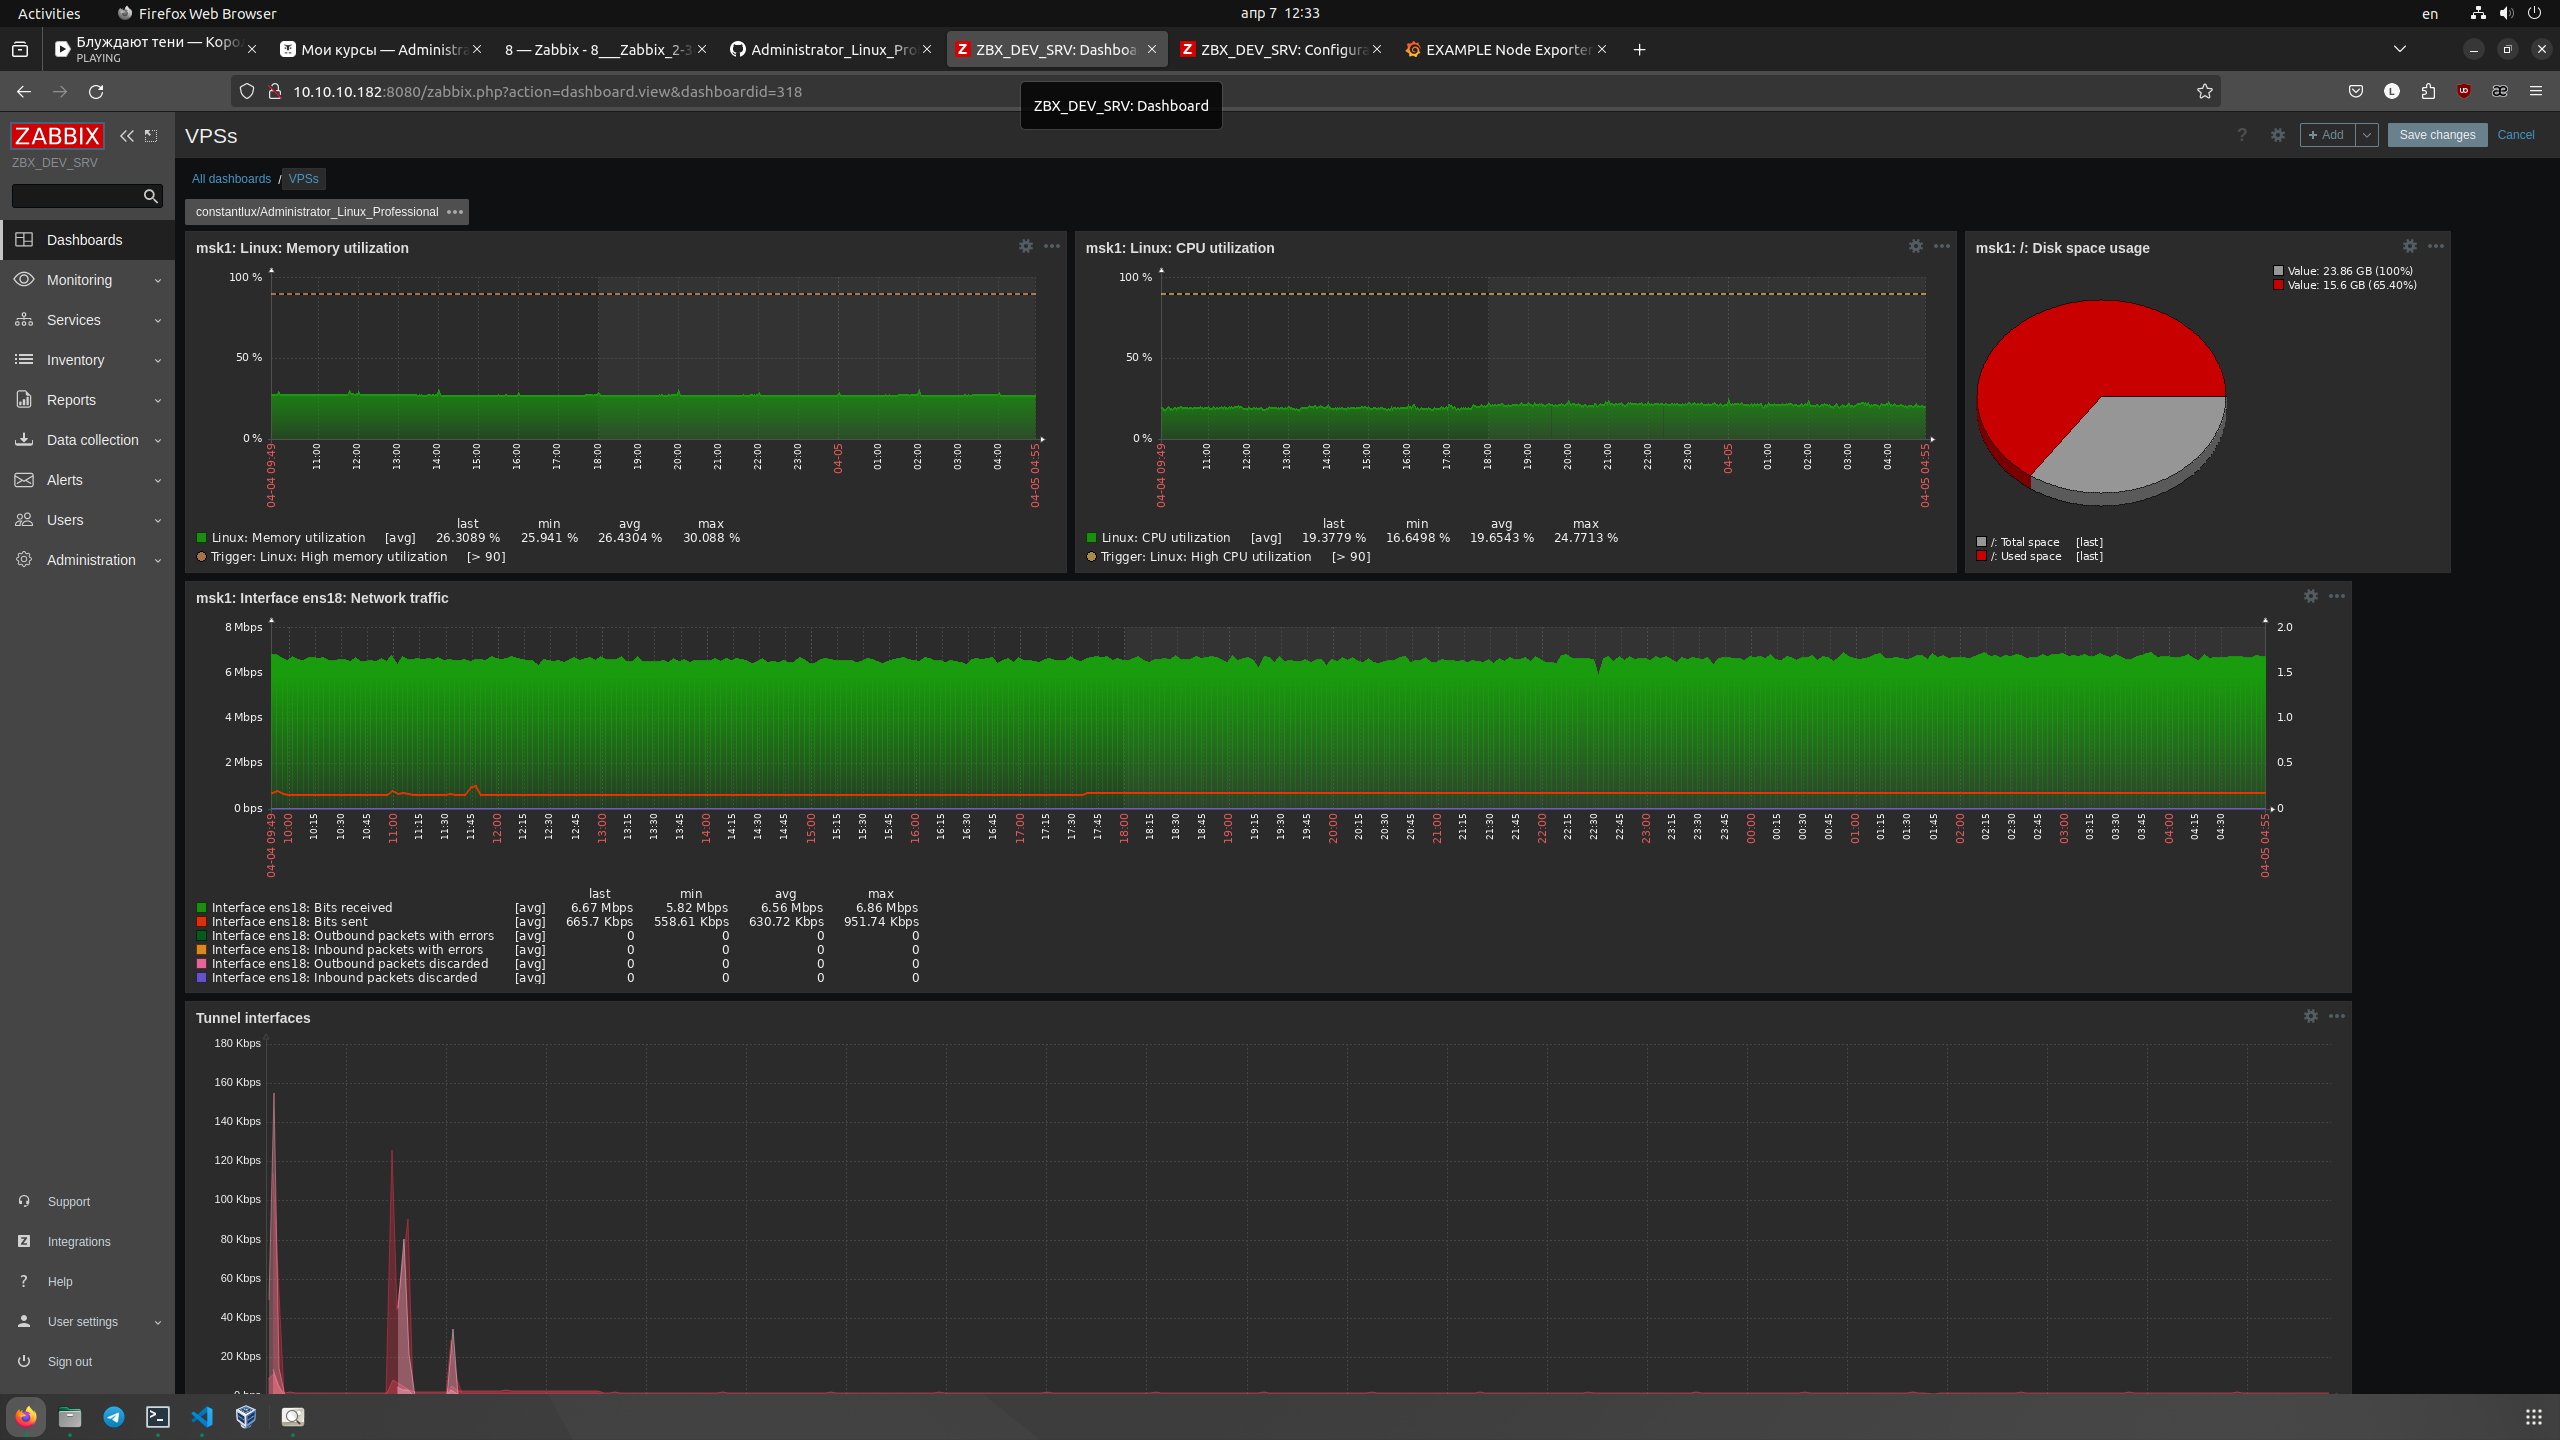 Activities
Firefox Web Browser
апр 7 12:33
en
Блуждают тени — Коро
PLAYING
Мои курсы — Administra
8 — Zabbix - 8___Zabbix_2-3
Administrator_Linux_Pro
ZBX_DEV_SRV: Dashboa
ZBX_DEV_SRV: Configura
EXAMPLE Node Exporter
10.10.10.182:8080/zabbix.php?action=dashboard.view&dashboardid=318
ZBX_DEV_SRV: Dashboard
ZABBIX
ZBX_DEV_SRV
VPSs
? Add
Save changes
Cancel
All dashboards / VPSs
constantlux/Administrator_Linux_Professional
Dashboards
Monitoring
Services
Inventory
Reports
Data collection
Alerts
Users
Administration
Support
Integrations
Help
User settings
Sign out
msk1: Linux: Memory utilization
100 %
50 %
0 %
04-04 09:49 11:00 12:00 13:00 14:00 15:00 16:00 17:00 18:00 19:00 20:00 21:00 22:00 23:00 04-05 01:00 02:00 03:00 04:00 04-05 04:55
last min avg max
Linux: Memory utilization [avg] 26.3089 % 25.941 % 26.4304 % 30.088 %
Trigger: Linux: High memory utilization [> 90]
msk1: Linux: CPU utilization
100 %
50 %
0 %
04-04 09:49 11:00 12:00 13:00 14:00 15:00 16:00 17:00 18:00 19:00 20:00 21:00 22:00 23:00 04-05 01:00 02:00 03:00 04:00 04-05 04:55
last min avg max
Linux: CPU utilization [avg] 19.3779 % 16.6498 % 19.6543 % 24.7713 %
Trigger: Linux: High CPU utilization [> 90]
msk1: /: Disk space usage
Value: 23.86 GB (100%)
Value: 15.6 GB (65.40%)
/: Total space [last]
/: Used space [last]
msk1: Interface ens18: Network traffic
8 Mbps 2.0
6 Mbps 1.5
4 Mbps 1.0
2 Mbps 0.5
0 bps 0
04-04 09:49 10:00 10:15 10:30 10:45 11:00 11:15 11:30 11:45 12:00 12:15 12:30 12:45 13:00 13:15 13:30 13:45 14:00 14:15 14:30 14:45 15:00 15:15 15:30 15:45 16:00 16:15 16:30 16:45 17:00 17:15 17:30 17:45 18:00 18:15 18:30 18:45 19:00 19:15 19:30 19:45 20:00 20:15 20:30 20:45 21:00 21:15 21:30 21:45 22:00 22:15 22:30 22:45 23:00 23:15 23:30 23:45 00:00 00:15 00:30 00:45 01:00 01:15 01:30 01:45 02:00 02:15 02:30 02:45 03:00 03:15 03:30 03:45 04:00 04:15 04:30 04-05 04:55
last min avg max
Interface ens18: Bits received [avg] 6.67 Mbps 5.82 Mbps 6.56 Mbps 6.86 Mbps
Interface ens18: Bits sent [avg] 665.7 Kbps 558.61 Kbps 630.72 Kbps 951.74 Kbps
Interface ens18: Outbound packets with errors [avg] 0 0 0 0
Interface ens18: Inbound packets with errors [avg] 0 0 0 0
Interface ens18: Outbound packets discarded [avg] 0 0 0 0
Interface ens18: Inbound packets discarded [avg] 0 0 0 0
Tunnel interfaces
180 Kbps
160 Kbps
140 Kbps
120 Kbps
100 Kbps
80 Kbps
60 Kbps
40 Kbps
20 Kbps